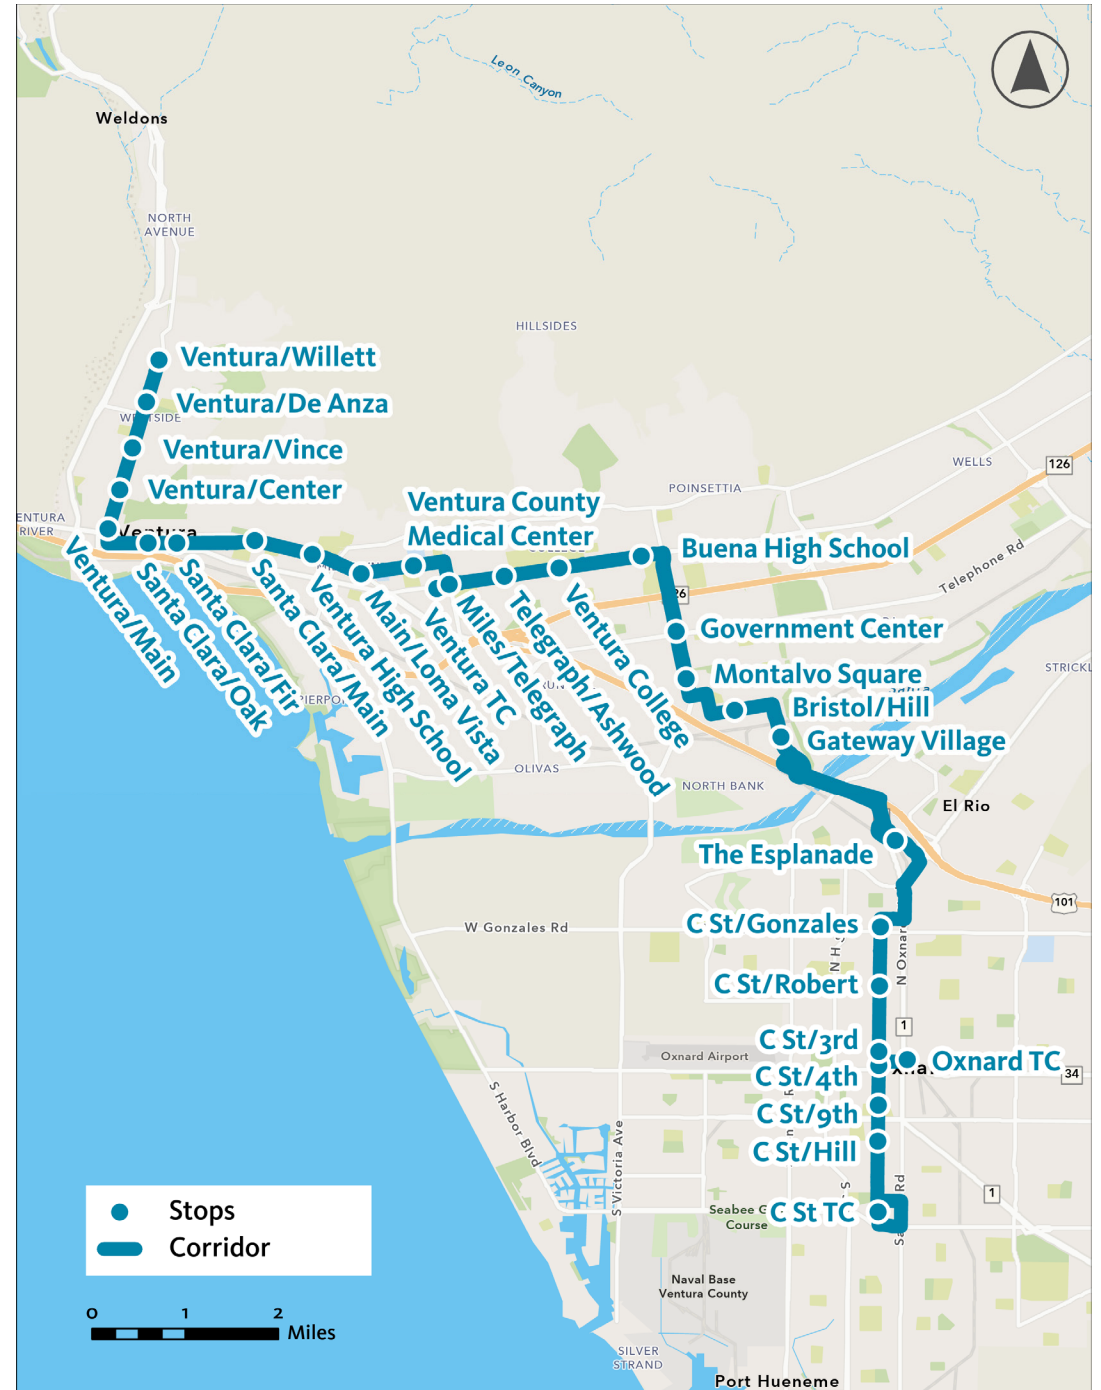 Leon Canyon
Weldons
NORTH
AVENUE
HILLSIDES
Ventura/Willett
Ventura/De Anza
Ventura/Vince
Ventura/Center
WELLS
126
POINSETTIA
Ventura County
Medical Center
RIVER
Ventura
Buena High School
Telephone Rd
Government Center
Montalvo Square
Bristol/Hill
Gateway Village
Ventura/Main
Santa Clara/Oak
Santa Clara/Fir
Santa Clara/Main
Ventura High School
Main/Loma Vista
Ventura TC
Miles/Telegraph
Telegraph/Ashwood
Ventura College
OLIVAS
NORTH BANK
El Rio
The Esplanade
101
C St/Gonzales
W Gonzales Rd
C St/Robert
1
C St/3rd
Oxnard Airport
Oxnard TC
34
C St/4th
C St/9th
C St/Hill
S Harbor Blvd
S Victoria Ave
1
C St TC
Seabee G
Course
Rd
Naval Base
Ventura County
SILVER
STRAND
Port Hueneme
Stops
Corridor
0 1 2
Miles